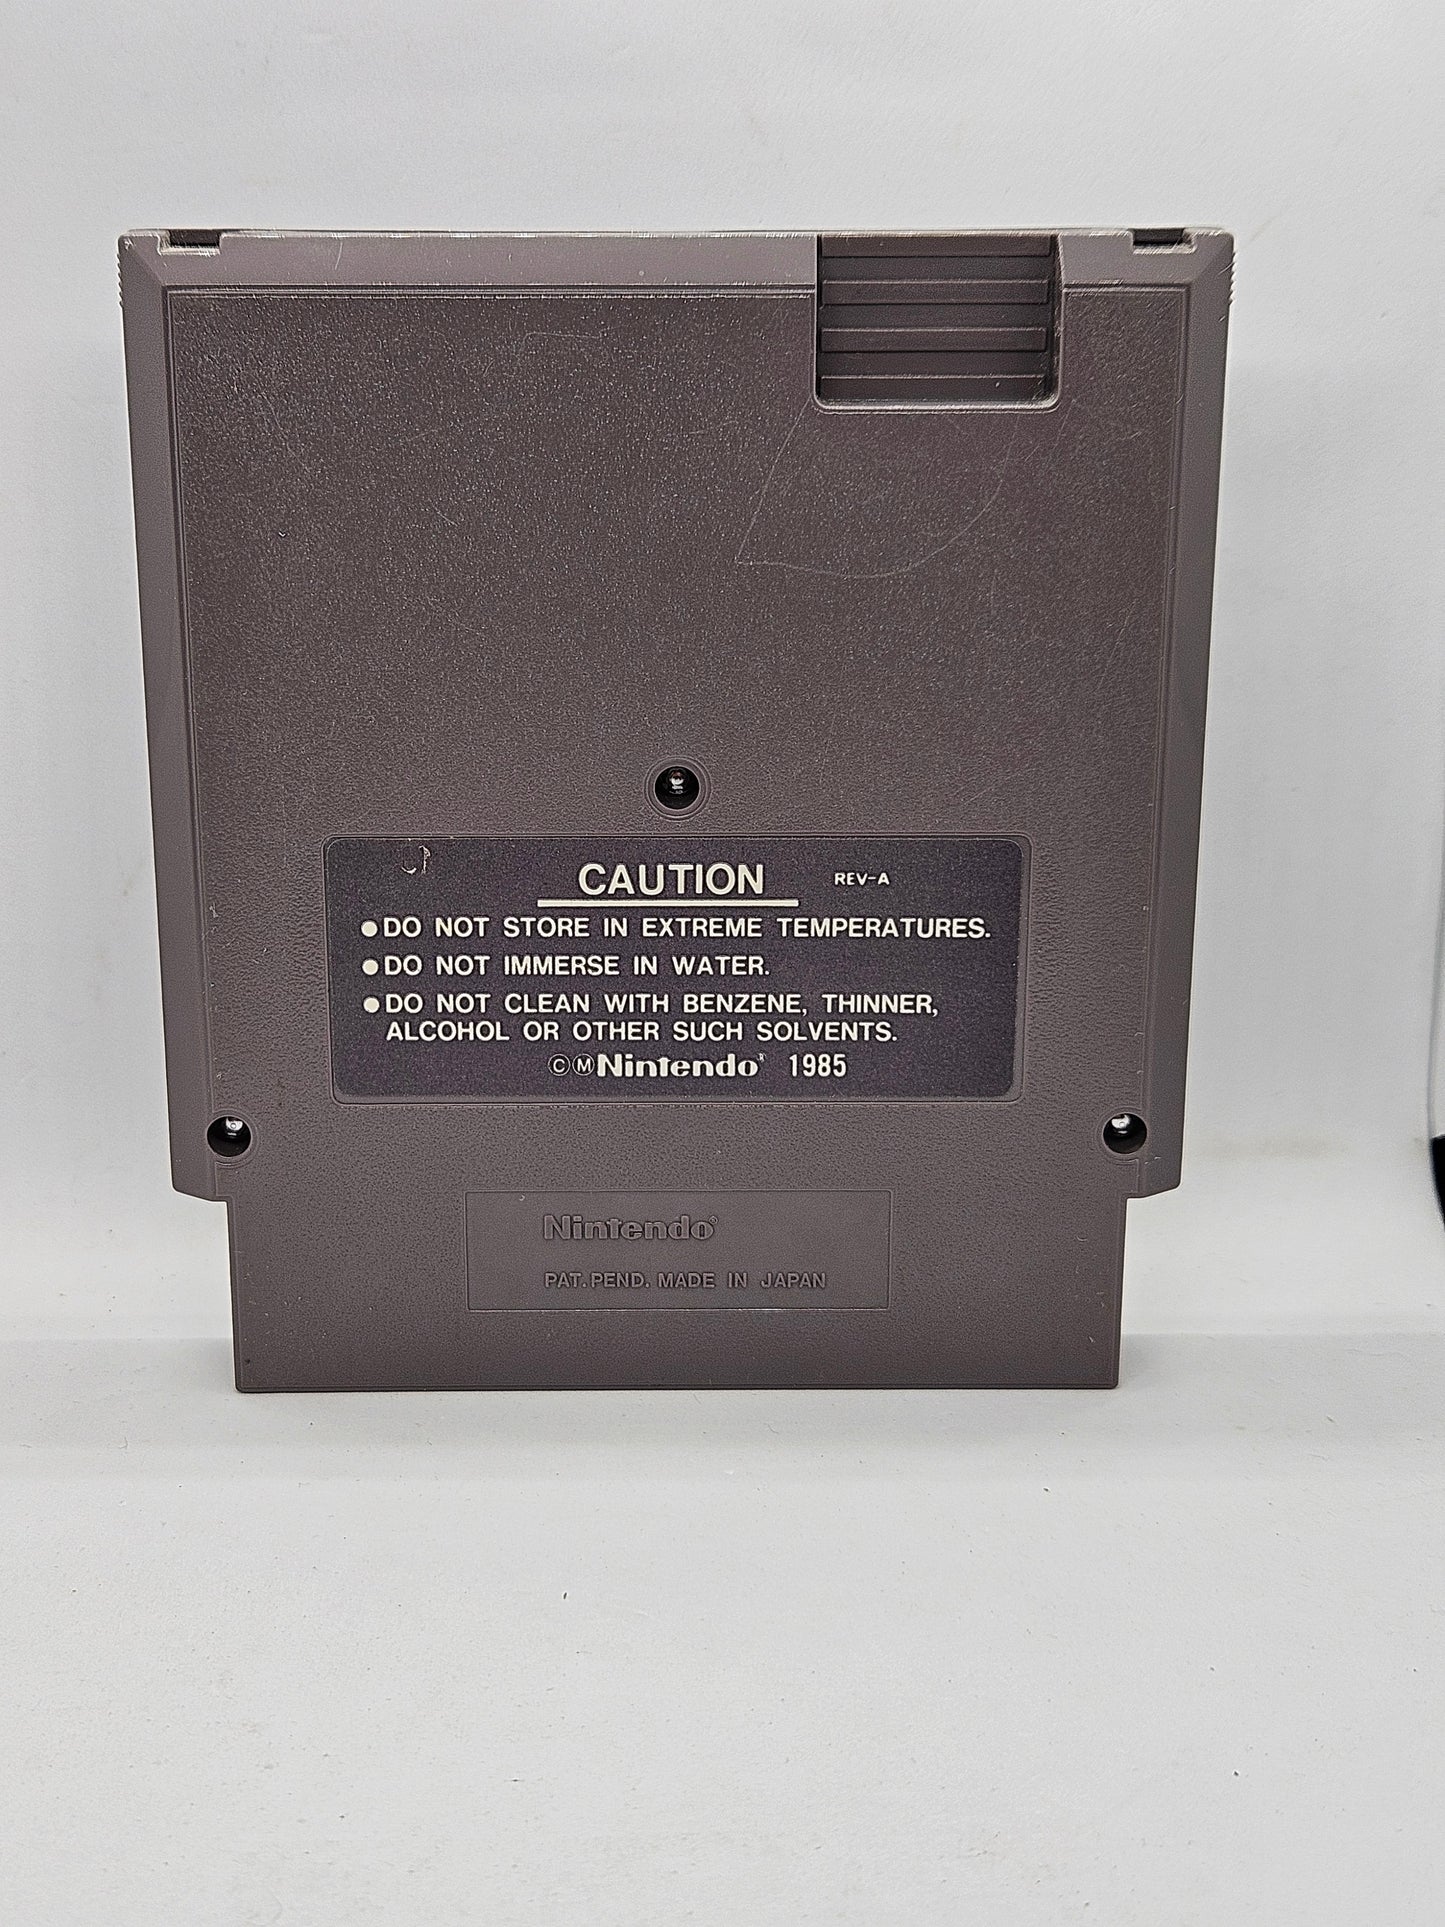 CAUTION REV-A
●DO NOT STORE IN EXTREME TEMPERATURES.
●DO NOT IMMERSE IN WATER.
●DO NOT CLEAN WITH BENZENE, THINNER,
ALCOHOL OR OTHER SUCH SOLVENTS.
©ⓂNintendo® 1985
Nintendo®
PAT. PEND. MADE IN JAPAN